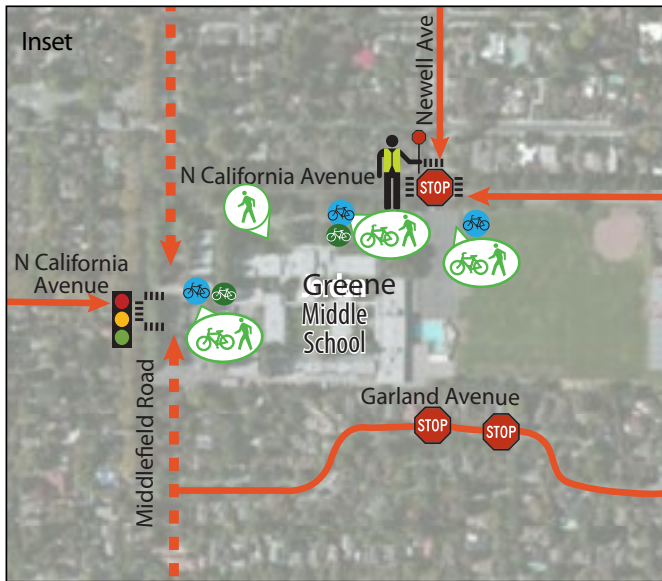 Inset
Newell Ave
N California Avenue
STOP
N California
Avenue
Greene
Middle
School
Garland Avenue
STOP
STOP
Middlefield Road